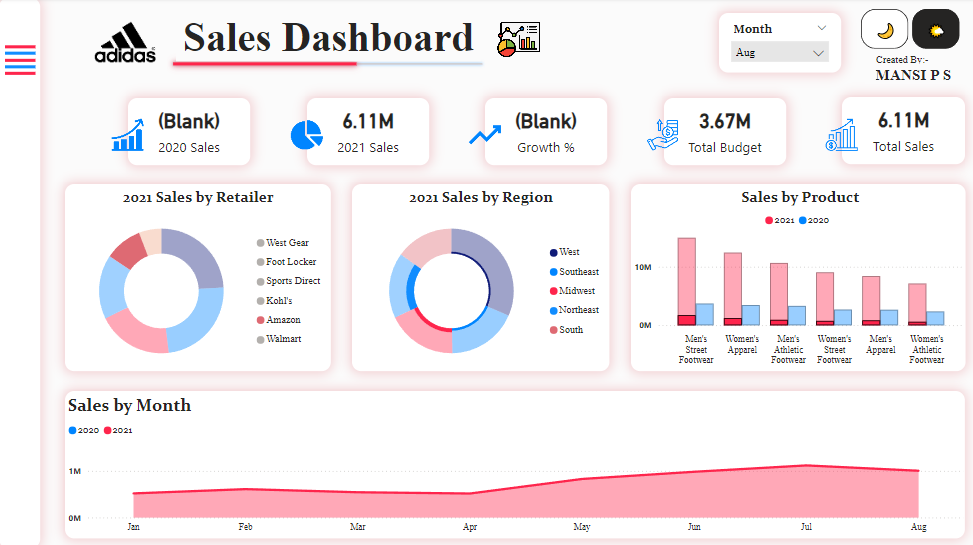 adidas
Sales Dashboard
Month
Aug
Created By:-
MANSI P S
(Blank)
2020 Sales
6.11M
2021 Sales
(Blank)
Growth %
3.67M
Total Budget
6.11M
Total Sales
2021 Sales by Retailer
West Gear
Foot Locker
Sports Direct
Kohl's
Amazon
Walmart
2021 Sales by Region
West
Southeast
Midwest
Northeast
South
Sales by Product
2021 2020
10M
0M
Men's Street Footwear
Women's Apparel
Men's Athletic Footwear
Women's Street Footwear
Men's Apparel
Women's Athletic Footwear
Sales by Month
2020 2021
1M
0M
Jan Feb Mar Apr May Jun Jul Aug